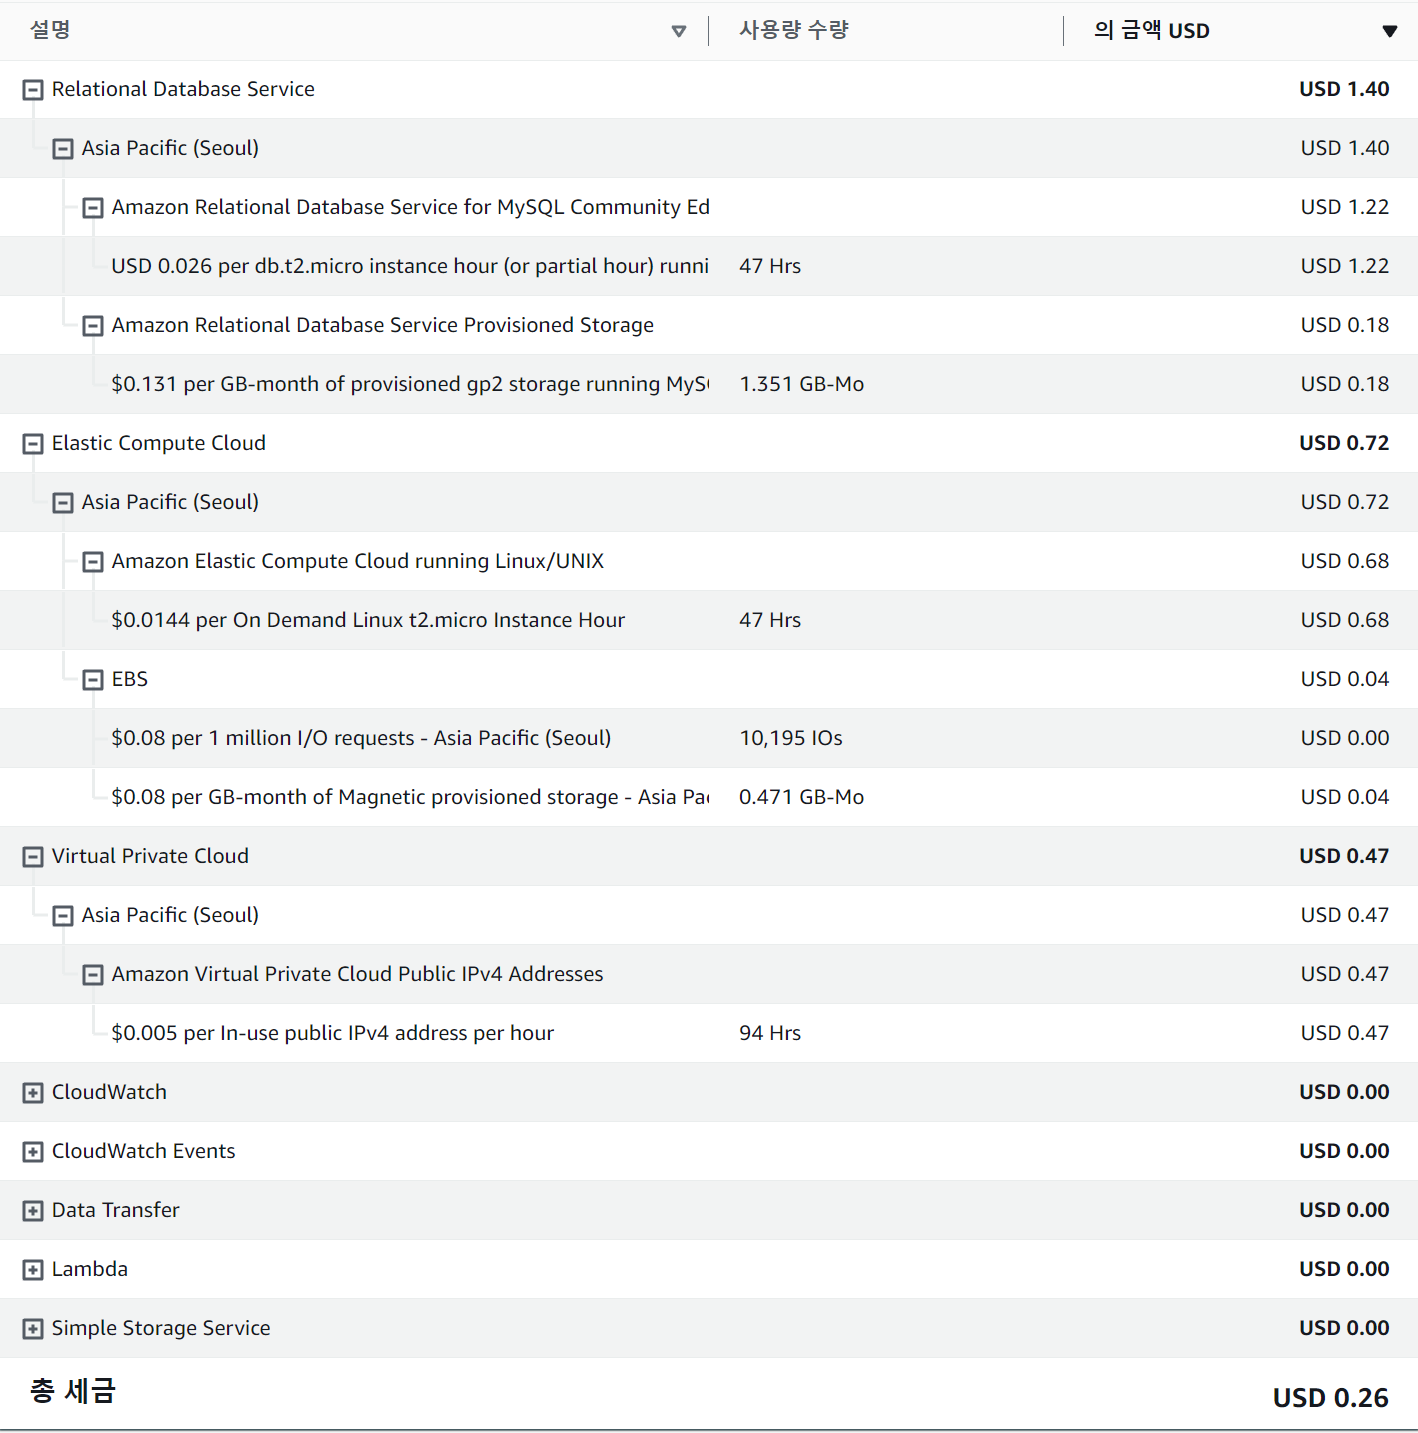 설명 사용량 수량 의 금액 USD
Relational Database Service USD 1.40
Asia Pacific (Seoul) USD 1.40
Amazon Relational Database Service for MySQL Community Ed USD 1.22
USD 0.026 per db.t2.micro instance hour (or partial hour) runni 47 Hrs USD 1.22
Amazon Relational Database Service Provisioned Storage USD 0.18
$0.131 per GB-month of provisioned gp2 storage running MyS 1.351 GB-Mo USD 0.18
Elastic Compute Cloud USD 0.72
Asia Pacific (Seoul) USD 0.72
Amazon Elastic Compute Cloud running Linux/UNIX USD 0.68
$0.0144 per On Demand Linux t2.micro Instance Hour 47 Hrs USD 0.68
EBS USD 0.04
$0.08 per 1 million I/O requests - Asia Pacific (Seoul) 10,195 IOs USD 0.00
$0.08 per GB-month of Magnetic provisioned storage - Asia Pa 0.471 GB-Mo USD 0.04
Virtual Private Cloud USD 0.47
Asia Pacific (Seoul) USD 0.47
Amazon Virtual Private Cloud Public IPv4 Addresses USD 0.47
$0.005 per In-use public IPv4 address per hour 94 Hrs USD 0.47
CloudWatch USD 0.00
CloudWatch Events USD 0.00
Data Transfer USD 0.00
Lambda USD 0.00
Simple Storage Service USD 0.00
총 세금 USD 0.26